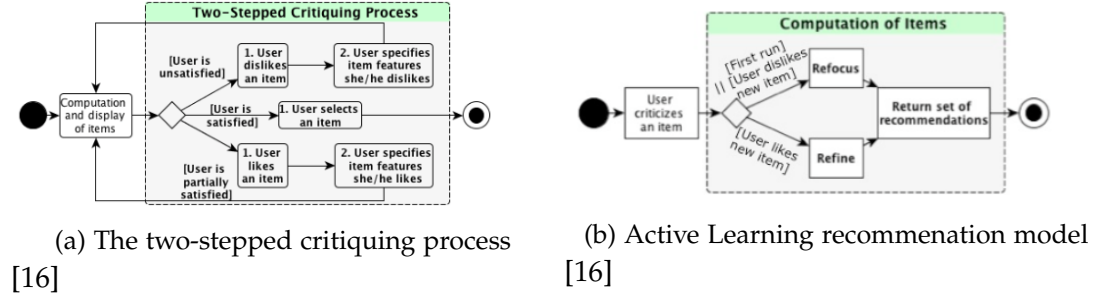 Two-Stepped Critiquing Process
[User is
unsatisfied]
1. User
dislikes
an item
2. User specifies
item features
she/he dislikes
Computation
and display
of items
[User is
satisfied]
1. User selects
an item
[User is
partially
satisfied]
1. User
likes
an item
2. User specifies
item features
she/he likes
(a) The two-stepped critiquing process
[16]
Computation of Items
User
criticizes
an item
[First run]
|| [User dislikes
new item]
Refocus
[User likes
new item]
Refine
Return set of
recommendations
(b) Active Learning recommenation model
[16]